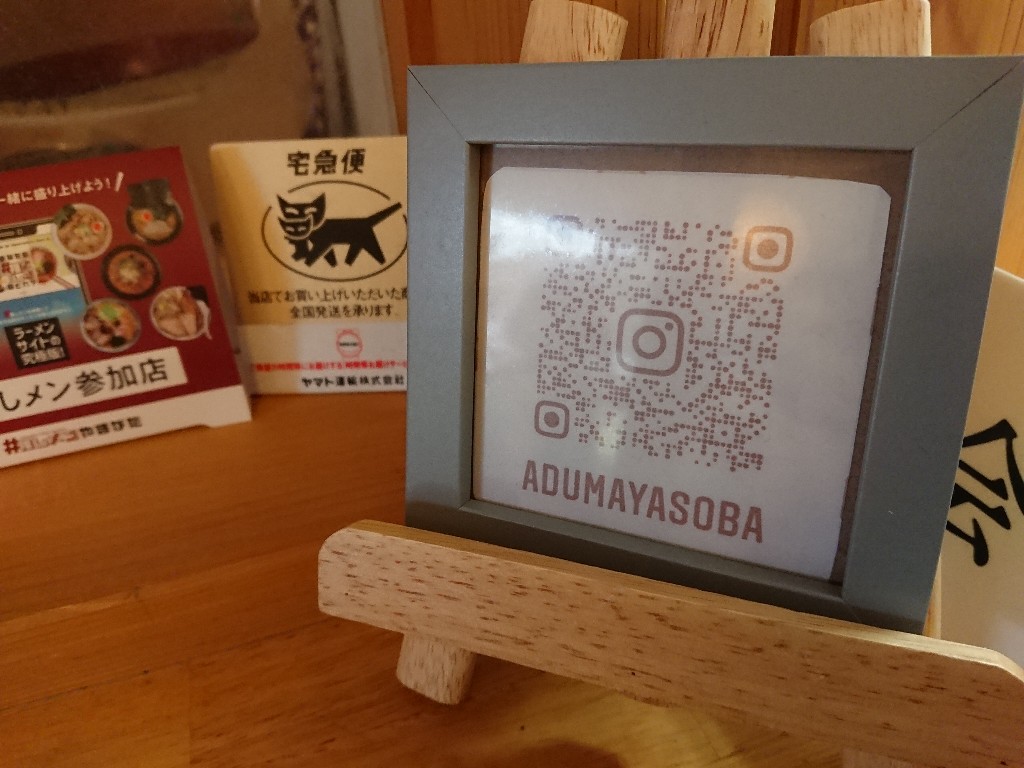 一緒に盛り上げよう!
ラーメン
サイトの
究極版!
しメン参加店
宅急便
当店でお買い上げいただいた商
全国発送を承ります。
ヤマト運輸株式会社
ADUMAYASOBA